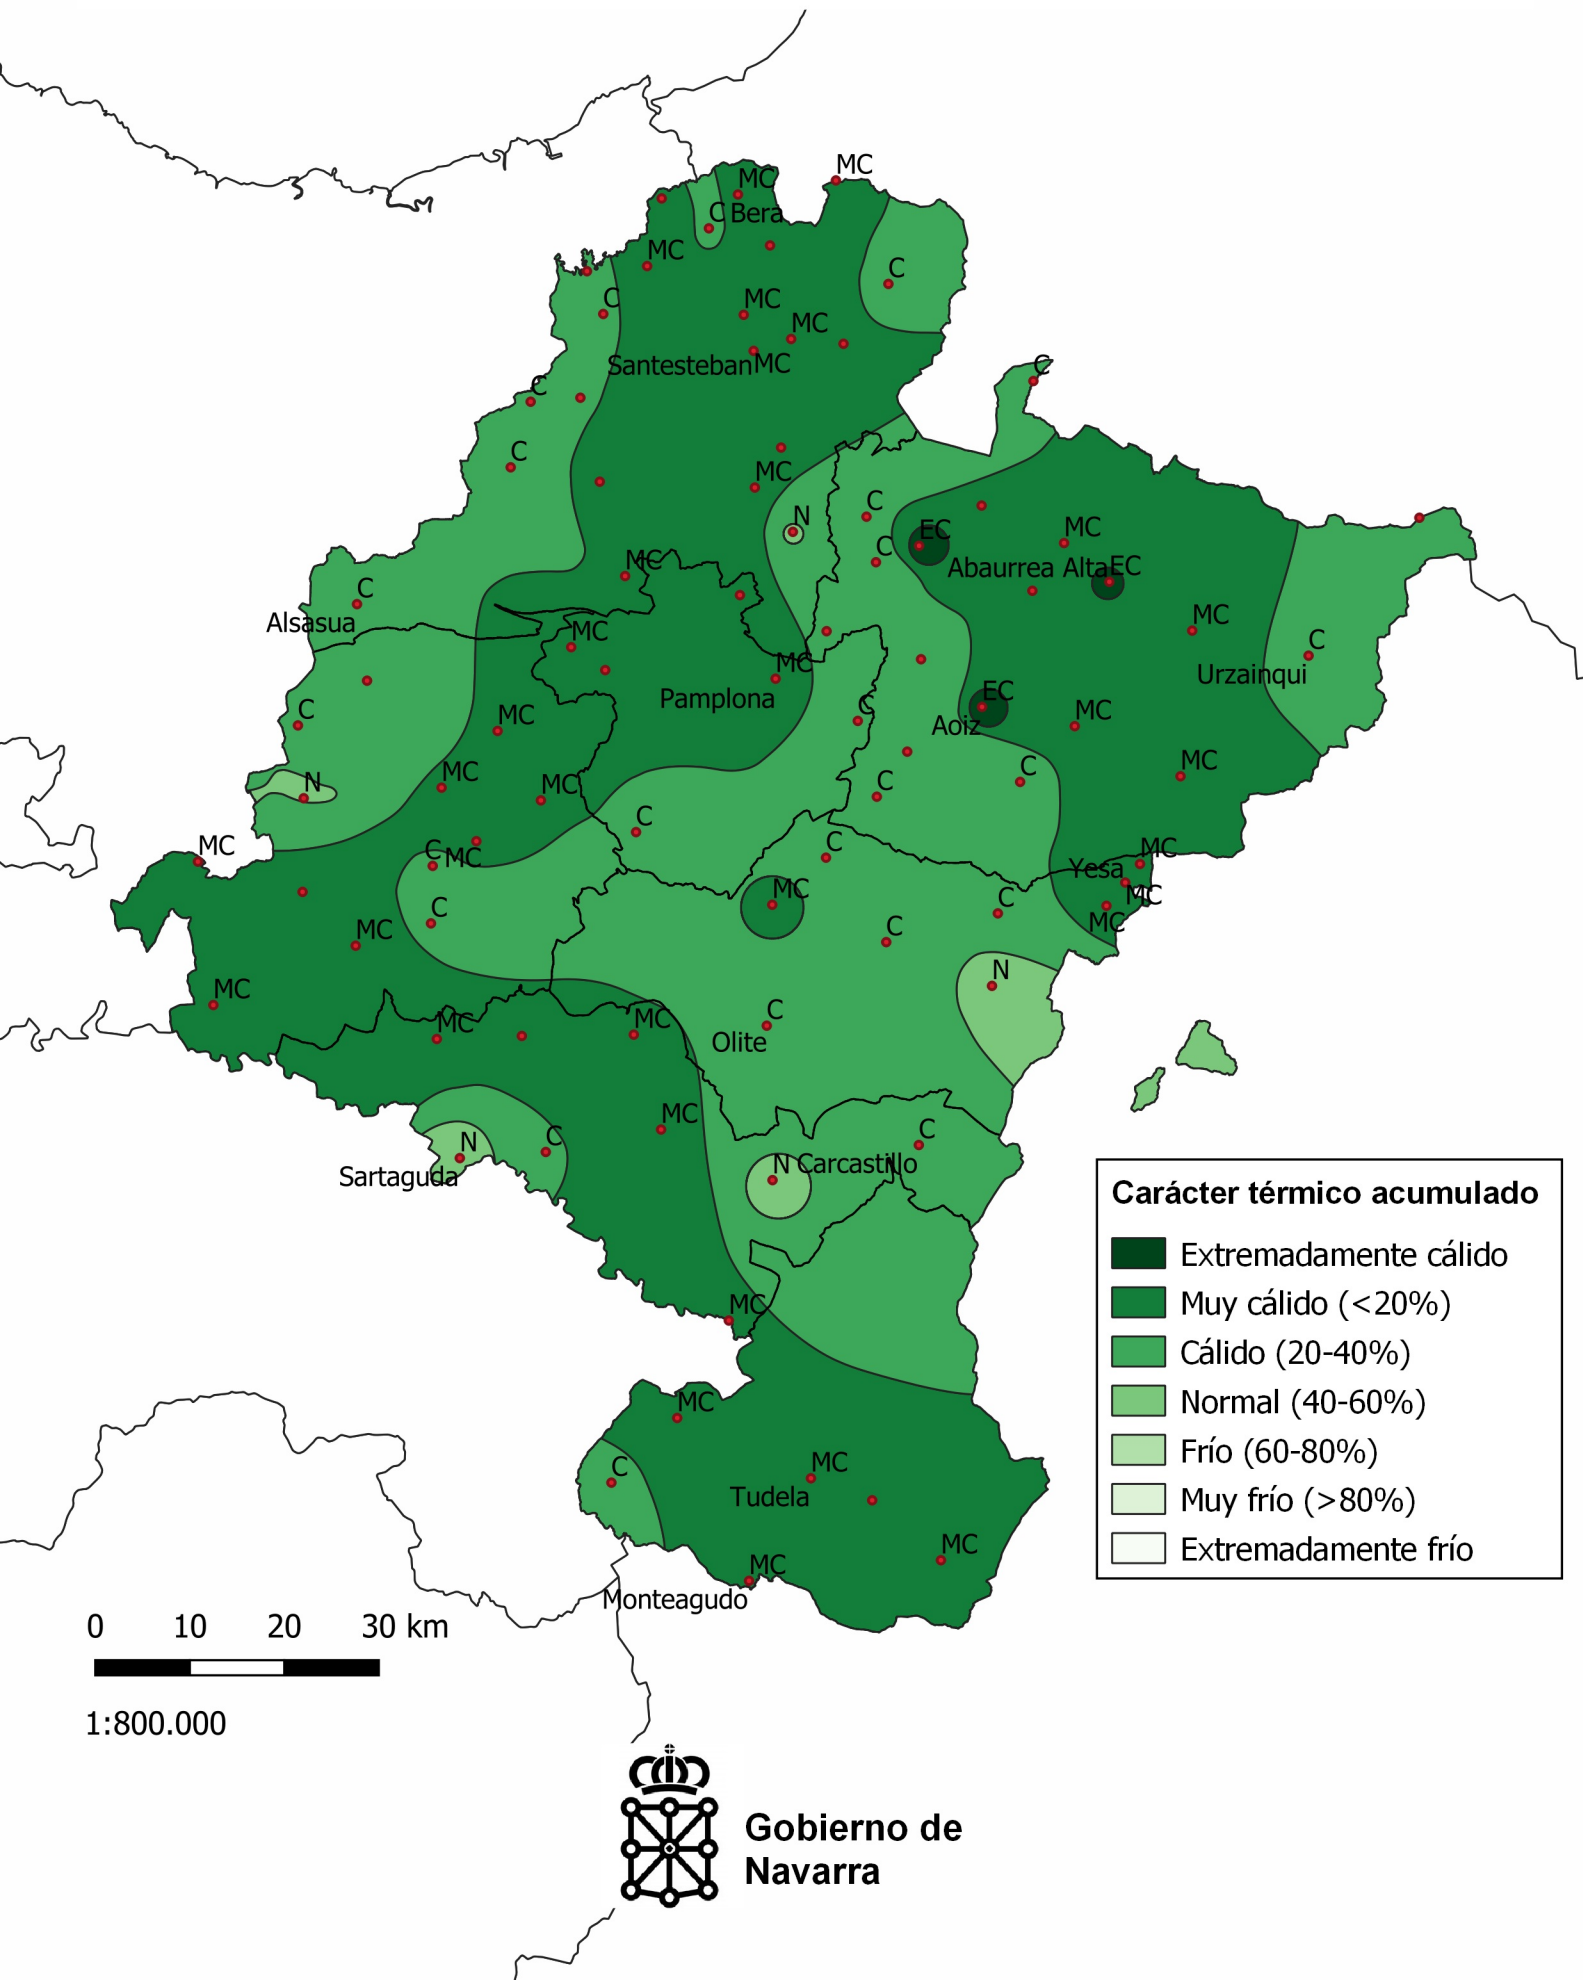 MC
MC
C Bera
MC
C
MC
C
MC
Santesteban MC
C
C
C
MC
C
N
EC
MC
C
MC
Abaurrea Alta EC
C
Alsasua
MC
MC
C
MC
Urzainqui
Pamplona
EC
C
MC
C
MC
Aoiz
N
MC
MC
C
C
MC
C
MC
C MC
C
MC
Yesa
MC
MC
C
C
MC
MC
C
N
MC
MC
MC
C
Olite
MC
C
N
C
N Carcastillo
Sartaguda
MC
MC
C
MC
Tudela
MC
MC
Monteagudo
Carácter térmico acumulado
Extremadamente cálido
Muy cálido (<20%)
Cálido (20-40%)
Normal (40-60%)
Frío (60-80%)
Muy frío (>80%)
Extremadamente frío
0 10 20 30 km
1:800.000
Gobierno de
Navarra